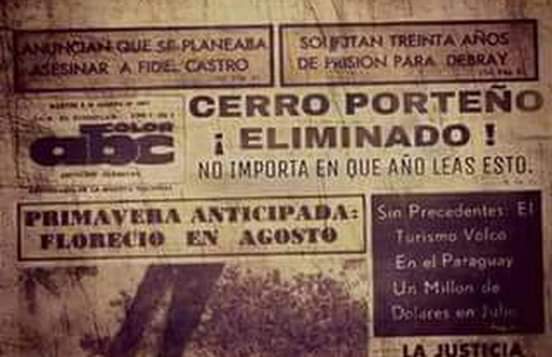 ANUNCIAN QUE SE PLANEABA
ASESINAR A FIDEL CASTRO
SOLICITAN TREINTA AÑOS
DE PRISION PARA DEBRAY
COLOR
abc
CERRO PORTEÑO
¡ ELIMINADO !
NO IMPORTA EN QUE AÑO LEAS ESTO.
PRIMAVERA ANTICIPADA:
FLORECIO EN AGOSTO
Sin Precedentes: El
Turismo Volco
En el Paraguay
Un Millon de
Dolares en Julio
LA JUSTICIA